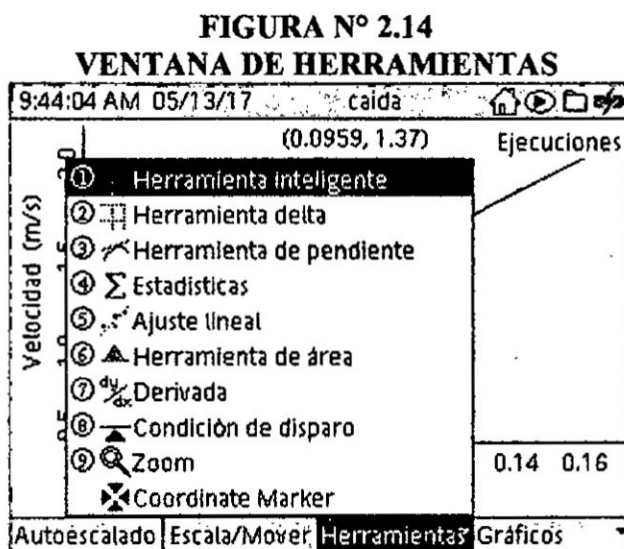 FIGURA N° 2.14
VENTANA DE HERRAMIENTAS
9:44:04 AM 05/13/17 caida
(0.0959, 1.37) Ejecuciones
Velocidad (m/s)
① Herramienta inteligente
② Herramienta delta
③ Herramienta de pendiente
④ Estadísticas
⑤ Ajuste lineal
⑥ Herramienta de área
⑦ dy/dx Derivada
⑧ Condición de disparo
⑨ Zoom
Coordinate Marker
0.14 0.16
Autoescalado Escala/Mover Herramientas Gráficos